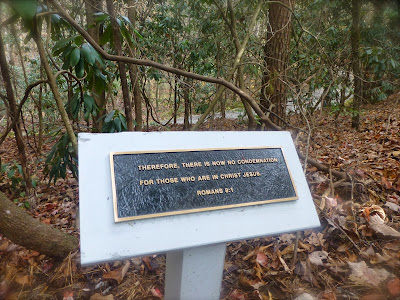 THEREFORE, THERE IS NOW NO CONDEMNATION
FOR THOSE WHO ARE IN CHRIST JESUS.
ROMANS 8:1